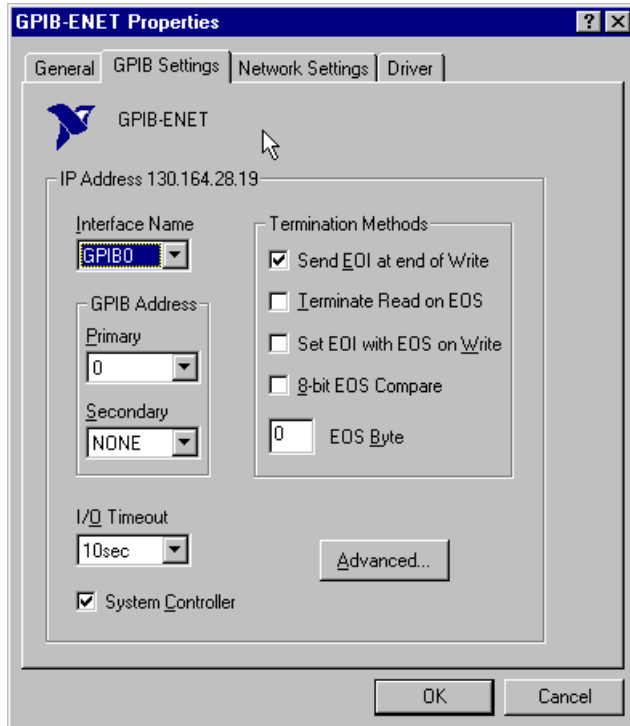 GPIB-ENET Properties
General GPIB Settings Network Settings Driver
GPIB-ENET
IP Address 130.164.28.19
Interface Name
GPIB0
GPIB Address
Primary
0
Secondary
NONE
Termination Methods
Send EOI at end of Write
Terminate Read on EOS
Set EOI with EOS on Write
8-bit EOS Compare
0 EOS Byte
I/O Timeout
10sec
Advanced...
System Controller
OK Cancel